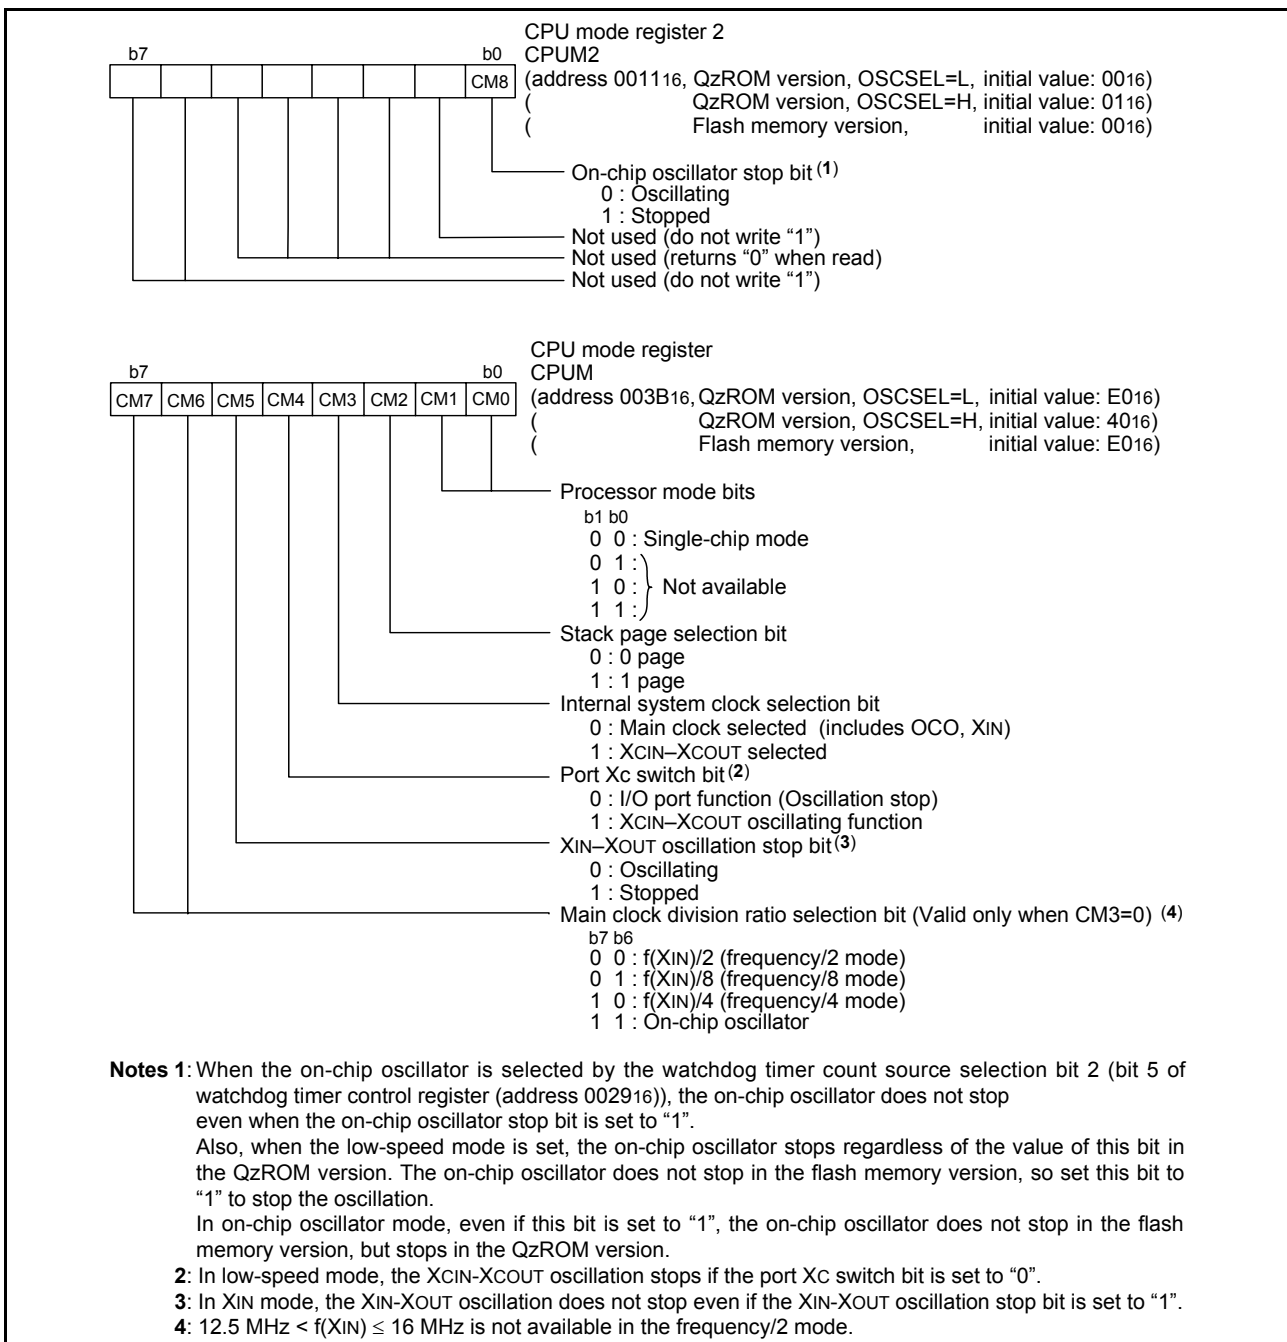 CPU mode register 2
b7 b0 CPUM2
CM8 (address 001116, QzROM version, OSCSEL=L, initial value: 0016)
( QzROM version, OSCSEL=H, initial value: 0116)
( Flash memory version, initial value: 0016)
On-chip oscillator stop bit (1)
0 : Oscillating
1 : Stopped
Not used (do not write “1”)
Not used (returns “0” when read)
Not used (do not write “1”)
CPU mode register
b7 b0 CPUM
CM7 CM6 CM5 CM4 CM3 CM2 CM1 CM0 (address 003B16, QzROM version, OSCSEL=L, initial value: E016)
( QzROM version, OSCSEL=H, initial value: 4016)
( Flash memory version, initial value: E016)
Processor mode bits
b1 b0
0 0 : Single-chip mode
0 1 :
1 0 : Not available
1 1 :
Stack page selection bit
0 : 0 page
1 : 1 page
Internal system clock selection bit
0 : Main clock selected (includes OCO, XIN)
1 : XCIN–XCOUT selected
Port Xc switch bit (2)
0 : I/O port function (Oscillation stop)
1 : XCIN–XCOUT oscillating function
XIN–XOUT oscillation stop bit (3)
0 : Oscillating
1 : Stopped
Main clock division ratio selection bit (Valid only when CM3=0) (4)
b7 b6
0 0 : f(XIN)/2 (frequency/2 mode)
0 1 : f(XIN)/8 (frequency/8 mode)
1 0 : f(XIN)/4 (frequency/4 mode)
1 1 : On-chip oscillator
Notes 1: When the on-chip oscillator is selected by the watchdog timer count source selection bit 2 (bit 5 of
watchdog timer control register (address 002916)), the on-chip oscillator does not stop
even when the on-chip oscillator stop bit is set to “1”.
Also, when the low-speed mode is set, the on-chip oscillator stops regardless of the value of this bit in
the QzROM version. The on-chip oscillator does not stop in the flash memory version, so set this bit to
“1” to stop the oscillation.
In on-chip oscillator mode, even if this bit is set to “1”, the on-chip oscillator does not stop in the flash
memory version, but stops in the QzROM version.
2: In low-speed mode, the XCIN-XCOUT oscillation stops if the port XC switch bit is set to “0”.
3: In XIN mode, the XIN-XOUT oscillation does not stop even if the XIN-XOUT oscillation stop bit is set to “1”.
4: 12.5 MHz < f(XIN) ≤ 16 MHz is not available in the frequency/2 mode.